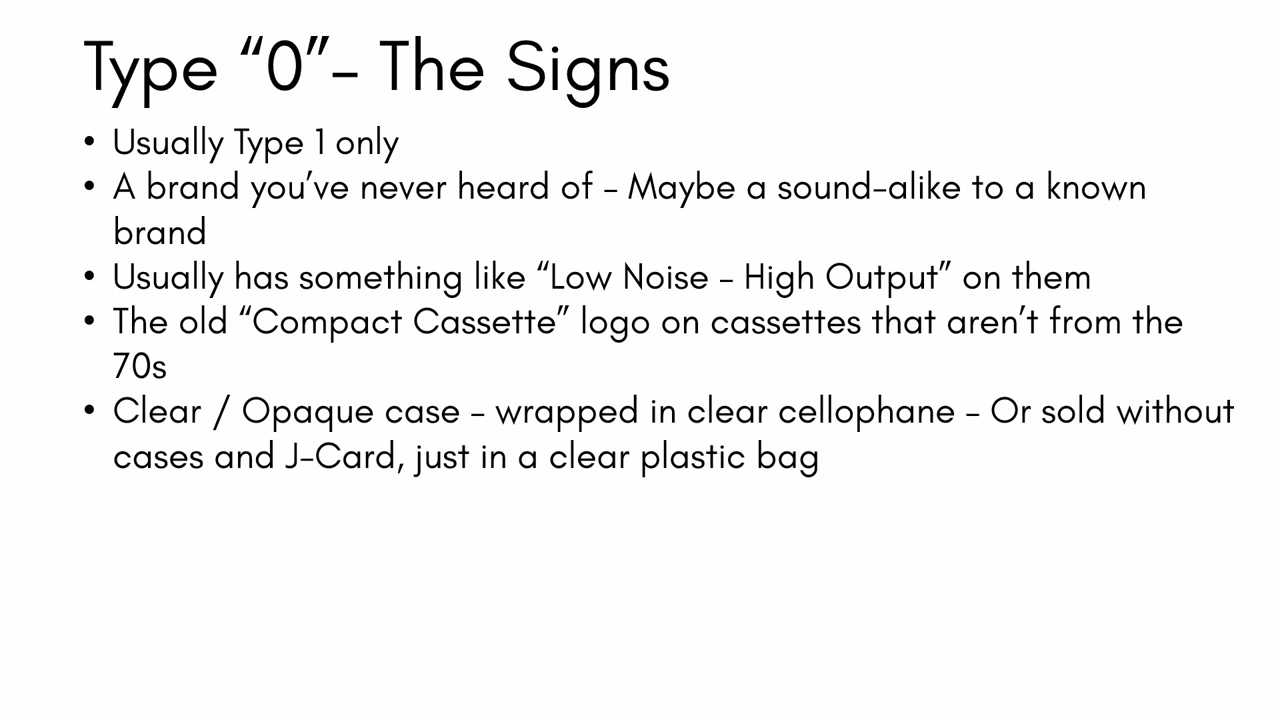 Type “0”– The Signs
• Usually Type 1 only
• A brand you’ve never heard of – Maybe a sound-alike to a known
brand
• Usually has something like “Low Noise – High Output” on them
• The old “Compact Cassette” logo on cassettes that aren’t from the
70s
• Clear / Opaque case – wrapped in clear cellophane – Or sold without
cases and J-Card, just in a clear plastic bag